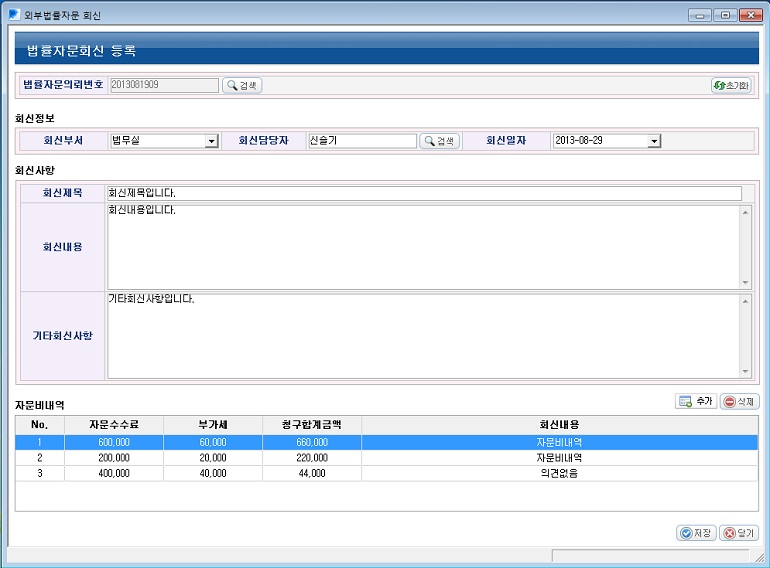 외부법률자문 회신
법률자문회신 등록
법률자문의뢰번호 2013081909 검색 초기화
회신정보
회신부서 법무실 회신담당자 신슬기 검색 회신일자 2013-08-29
회신사항
회신제목 회신제목입니다.
회신내용 회신내용입니다.
기타회신사항 기타회신사항입니다.
자문비내역 추가 삭제
No. 자문수수료 부가세 청구합계금액 회신내용
1 600,000 60,000 660,000 자문비내역
2 200,000 20,000 220,000 자문비내역
3 400,000 40,000 44,000 의견없음
저장 닫기